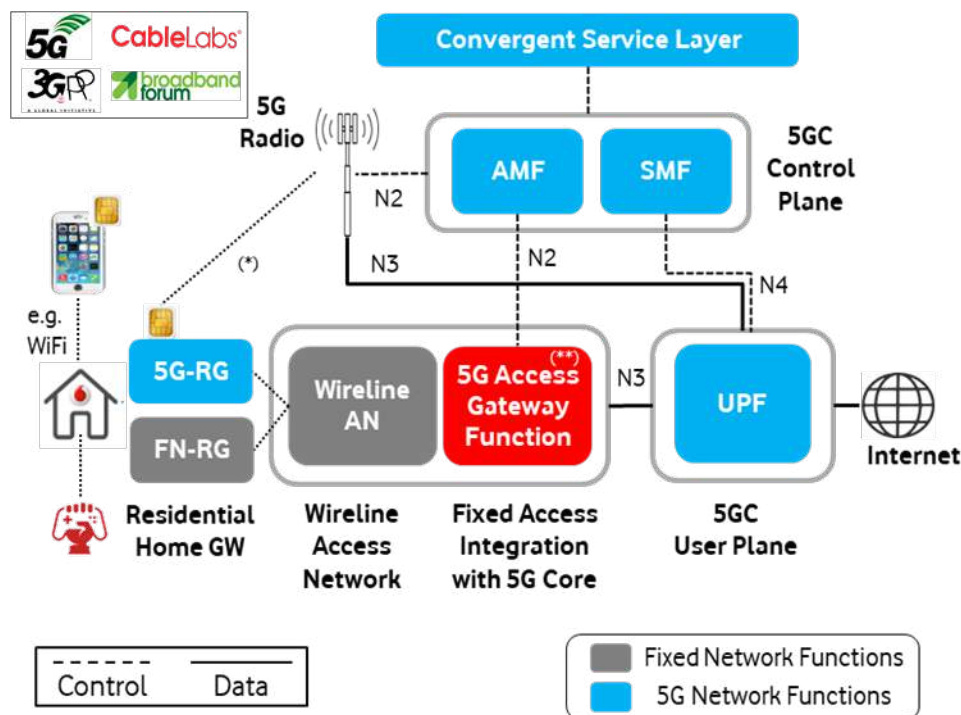 5G
CableLabs®
3GPP
A GLOBAL INITIATIVE
broadband
forum
Convergent Service Layer
5G
Radio
AMF
SMF
5GC
Control
Plane
N2
N2
N3
N4
(*)
e.g.
WiFi
5G-RG
FN-RG
Wireline
AN
(**)
5G Access
Gateway
Function
N3
UPF
Internet
Residential
Home GW
Wireline
Access
Network
Fixed Access
Integration
with 5G Core
5GC
User Plane
Control
Data
Fixed Network Functions
5G Network Functions